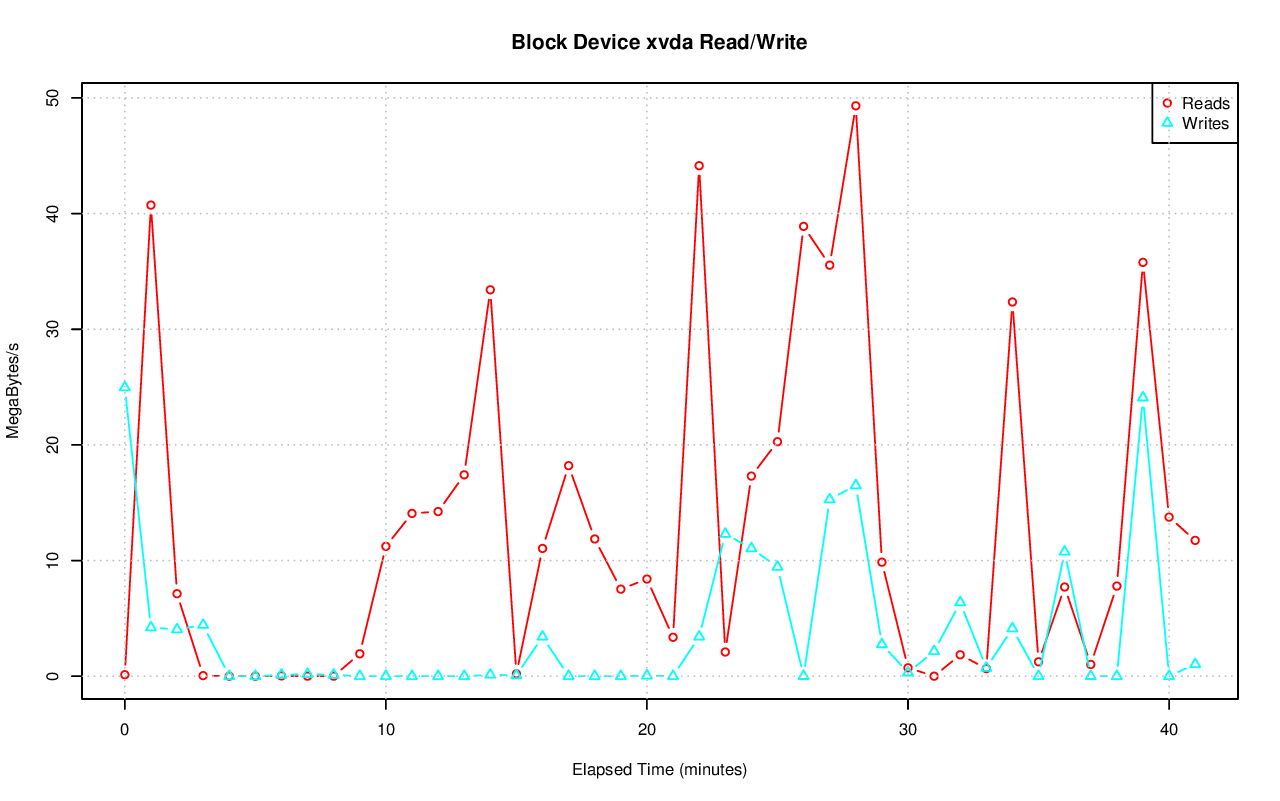 Block Device xvda Read/Write
Reads
Writes
MegaBytes/s
50
40
30
20
10
0
0 10 20 30 40
Elapsed Time (minutes)